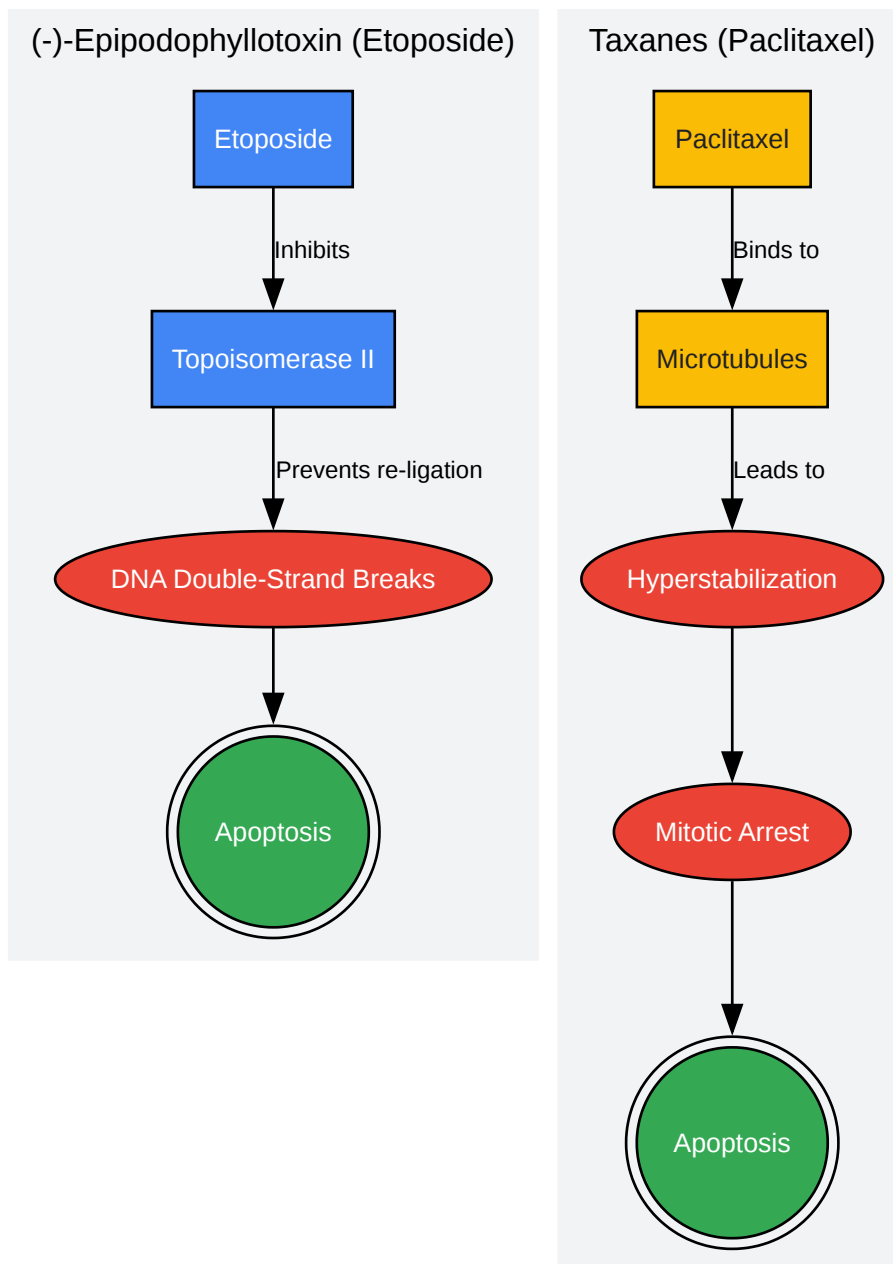 (-)-Epipodophyllotoxin (Etoposide)
Etoposide
Inhibits
Topoisomerase II
Prevents re-ligation
DNA Double-Strand Breaks
Apoptosis
Taxanes (Paclitaxel)
Paclitaxel
Binds to
Microtubules
Leads to
Hyperstabilization
Mitotic Arrest
Apoptosis